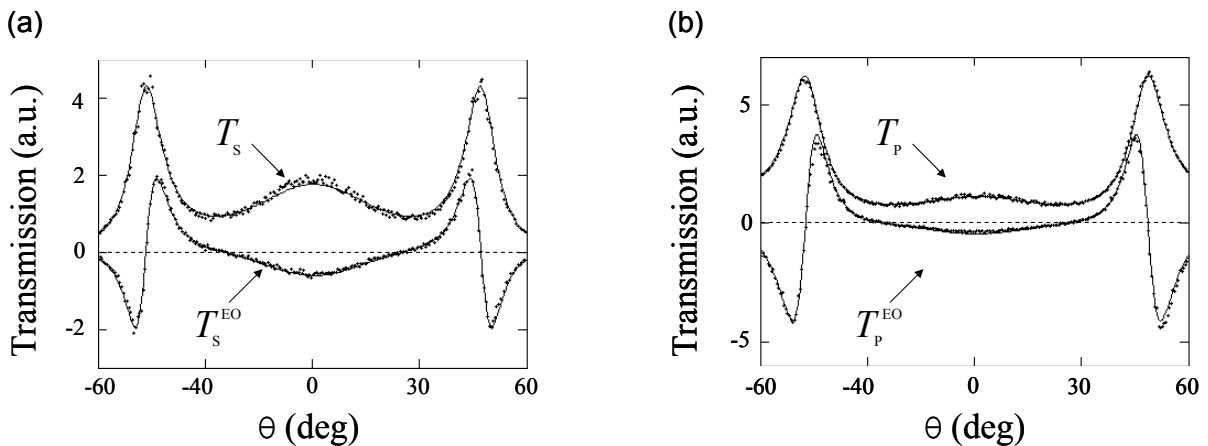 (a)
Transmission (a.u.)
4
2
0
-2
T_S
T_S^EO
-60
-40
0
30
60
θ (deg)
(b)
Transmission (a.u.)
5
0
-5
T_P
T_P^EO
-60
-40
0
30
60
θ (deg)